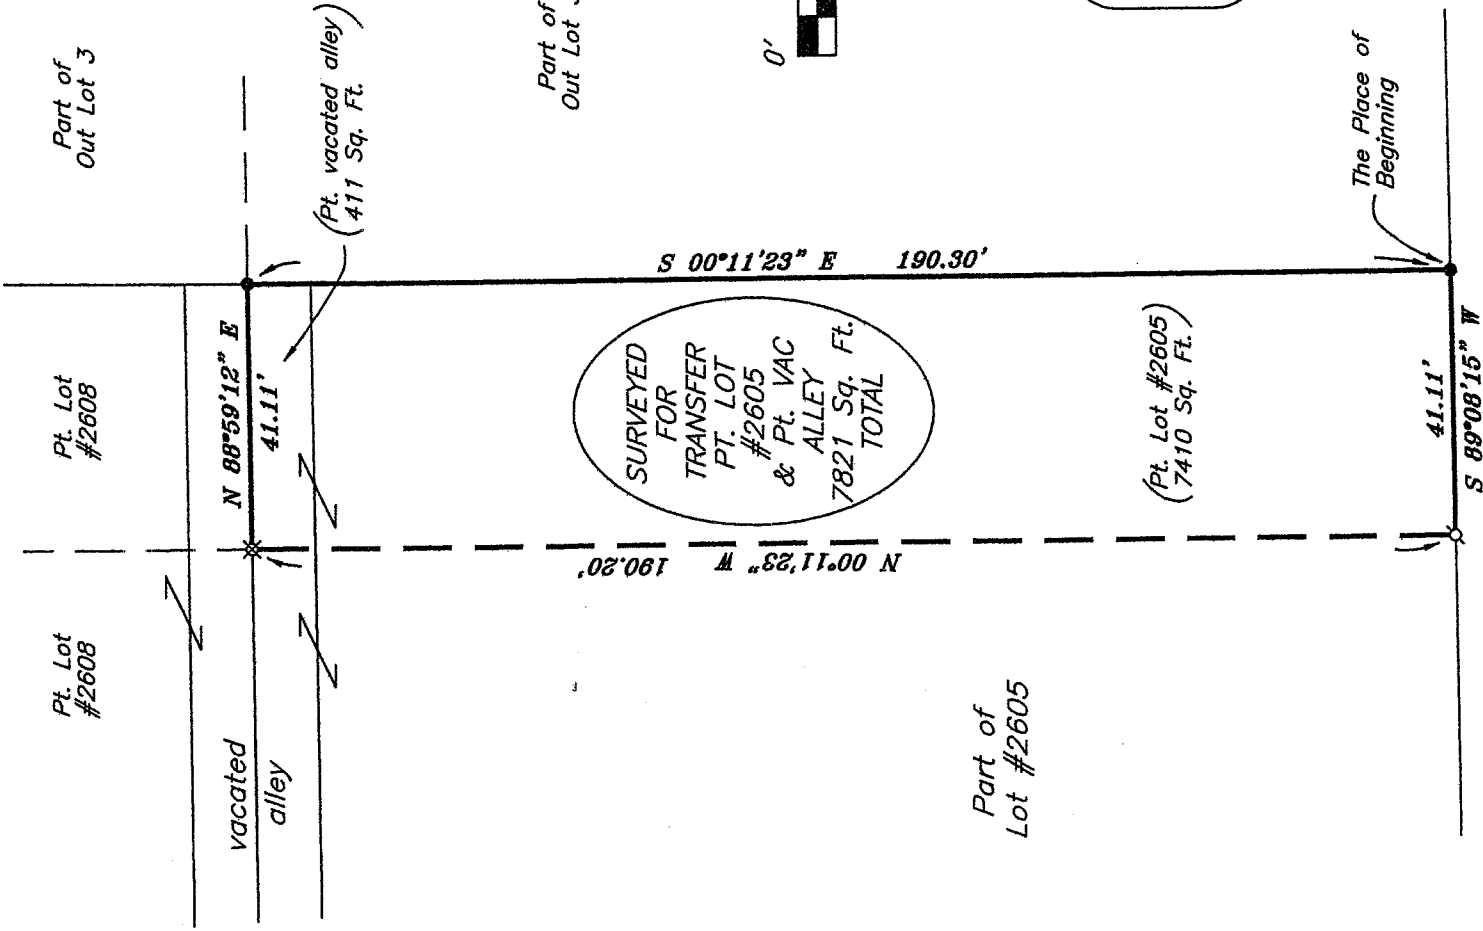 Part of
Out Lot 3
(Pt. vacated alley)
411 Sq. Ft.
Part of
Out Lot
0'
The Place of
Beginning
Pt. Lot
#2608
N 88°59'12" E
41.11'
S 00°11'23" E 190.30'
SURVEYED
FOR
TRANSFER
PT. LOT
#2605
& Pt. VAC
ALLEY
7821 Sq. Ft.
TOTAL
(Pt. Lot #2605)
7410 Sq. Ft.
41.11'
S 89°08'15" W
N 00°11'23" W 190.20'
Pt. Lot
#2608
vacated
alley
Part of
Lot #2605